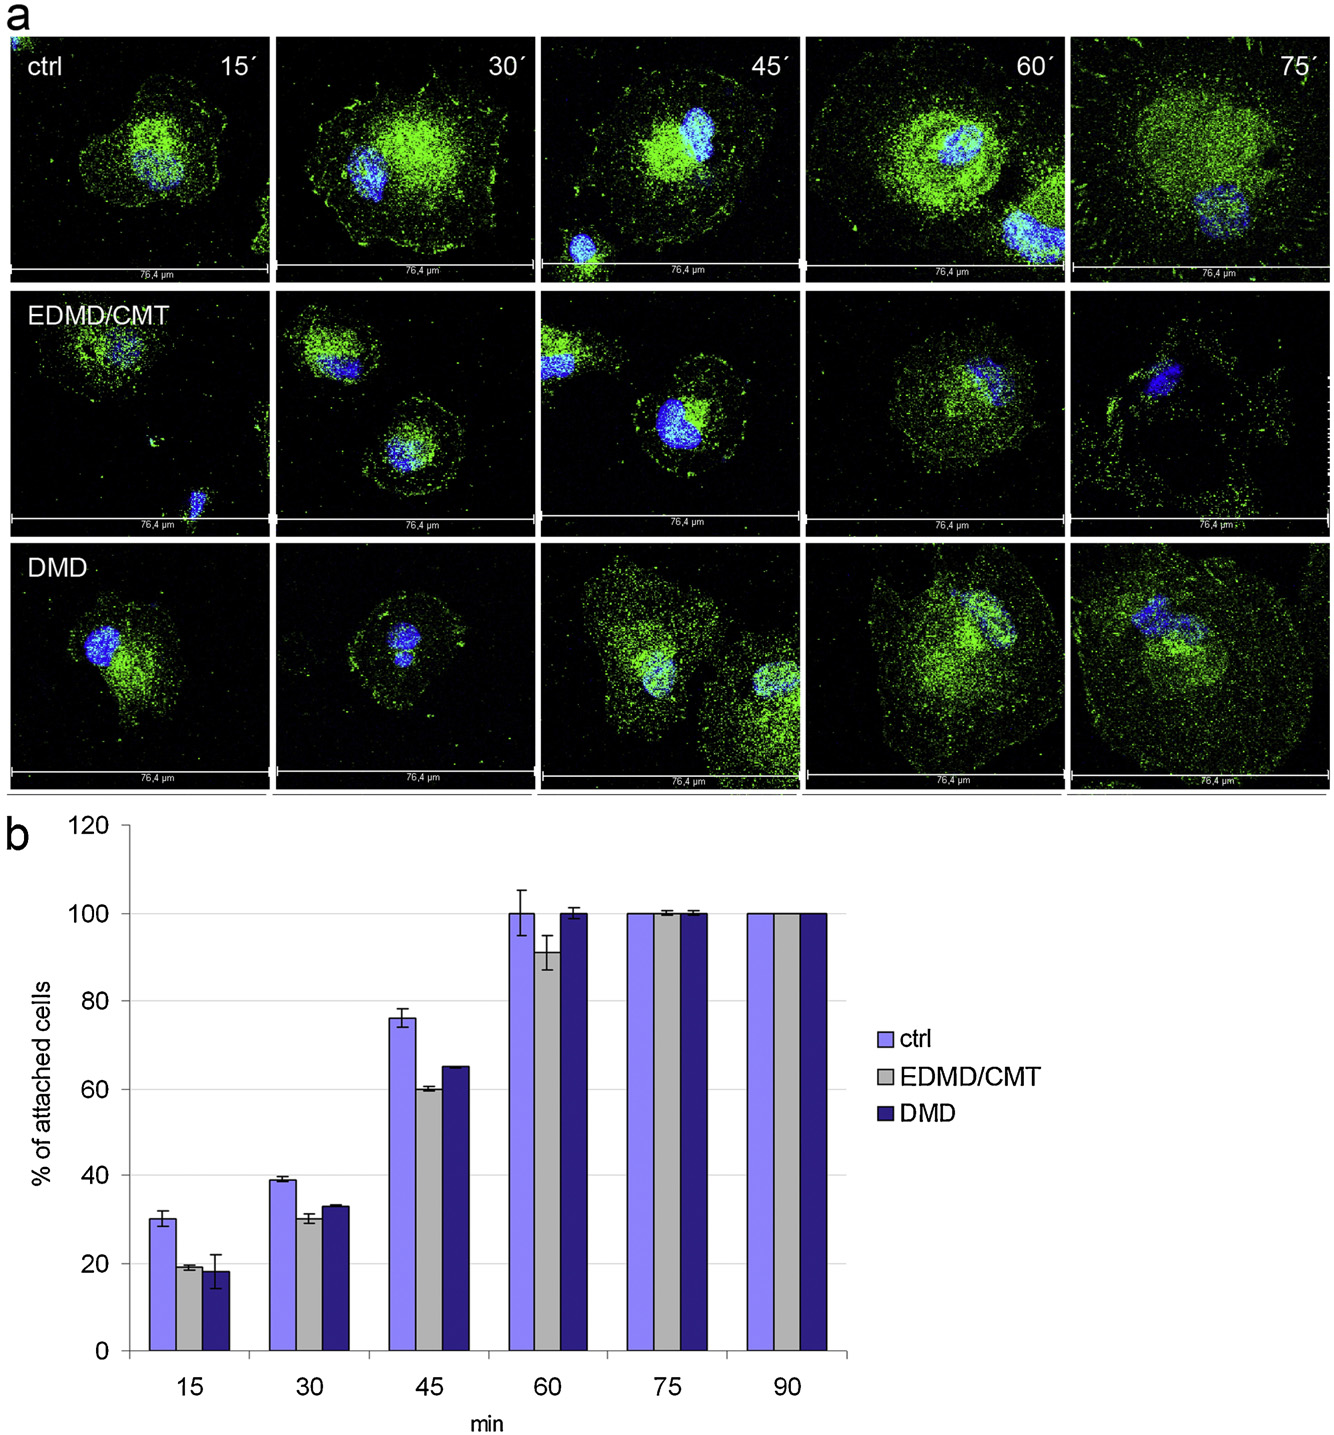 a
ctrl 15´ 30´ 45´ 60´ 75´
76,4 µm 76,4 µm 76,4 µm 76,4 µm 76,4 µm
EDMD/CMT
76,4 µm 76,4 µm 76,4 µm 76,4 µm 76,4 µm
DMD
76,4 µm 76,4 µm 76,4 µm 76,4 µm 76,4 µm
b
120
100
80
60
40
20
0
% of attached cells
15 30 45 60 75 90
min
ctrl
EDMD/CMT
DMD